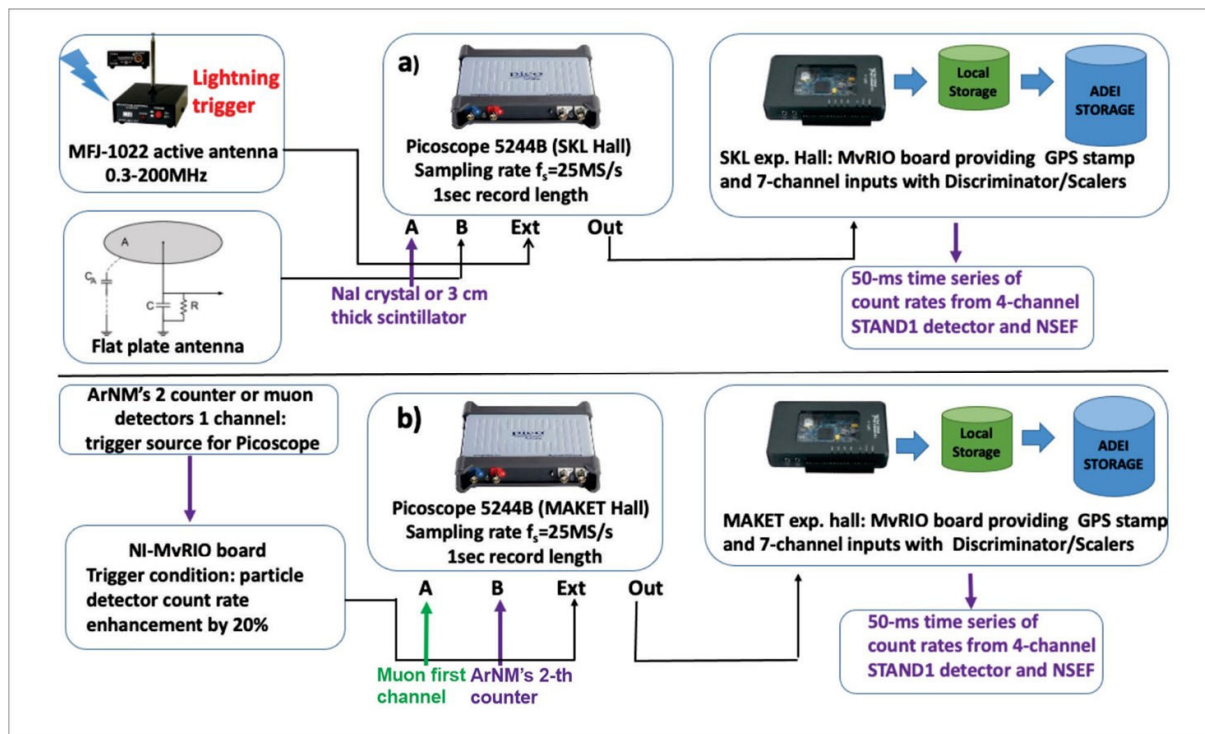 Lightning
trigger
MFJ-1022 active antenna
0.3-200MHz
A
C_A
C
R
Flat plate antenna
a)
pico
Picoscope 5244B (SKL Hall)
Sampling rate f_s=25MS/s
1sec record length
A B Ext Out
NaI crystal or 3 cm
thick scintillator
Local
Storage
ADEI
STORAGE
SKL exp. Hall: MvRIO board providing GPS stamp
and 7-channel inputs with Discriminator/Scalers
50-ms time series of
count rates from 4-channel
STAND1 detector and NSEF
ArNM's 2 counter or muon
detectors 1 channel:
trigger source for Picoscope
NI-MvRIO board
Trigger condition: particle
detector count rate
enhancement by 20%
b)
pico
Picoscope 5244B (MAKET Hall)
Sampling rate f_s=25MS/s
1sec record length
A B Ext Out
Muon first
channel
ArNM's 2-th
counter
Local
Storage
ADEI
STORAGE
MAKET exp. hall: MvRIO board providing GPS stamp
and 7-channel inputs with Discriminator/Scalers
50-ms time series of
count rates from 4-channel
STAND1 detector and NSEF